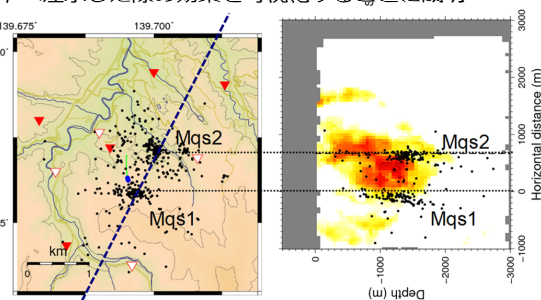 139.675° 139.700°
0'
Mqs2
Mqs1
5'
km
0 1
Mqs2
Mqs1
3000
2000
1000
0
-1000
Horizontal distance (m)
0 -1000 -2000 -3000
Depth (m)